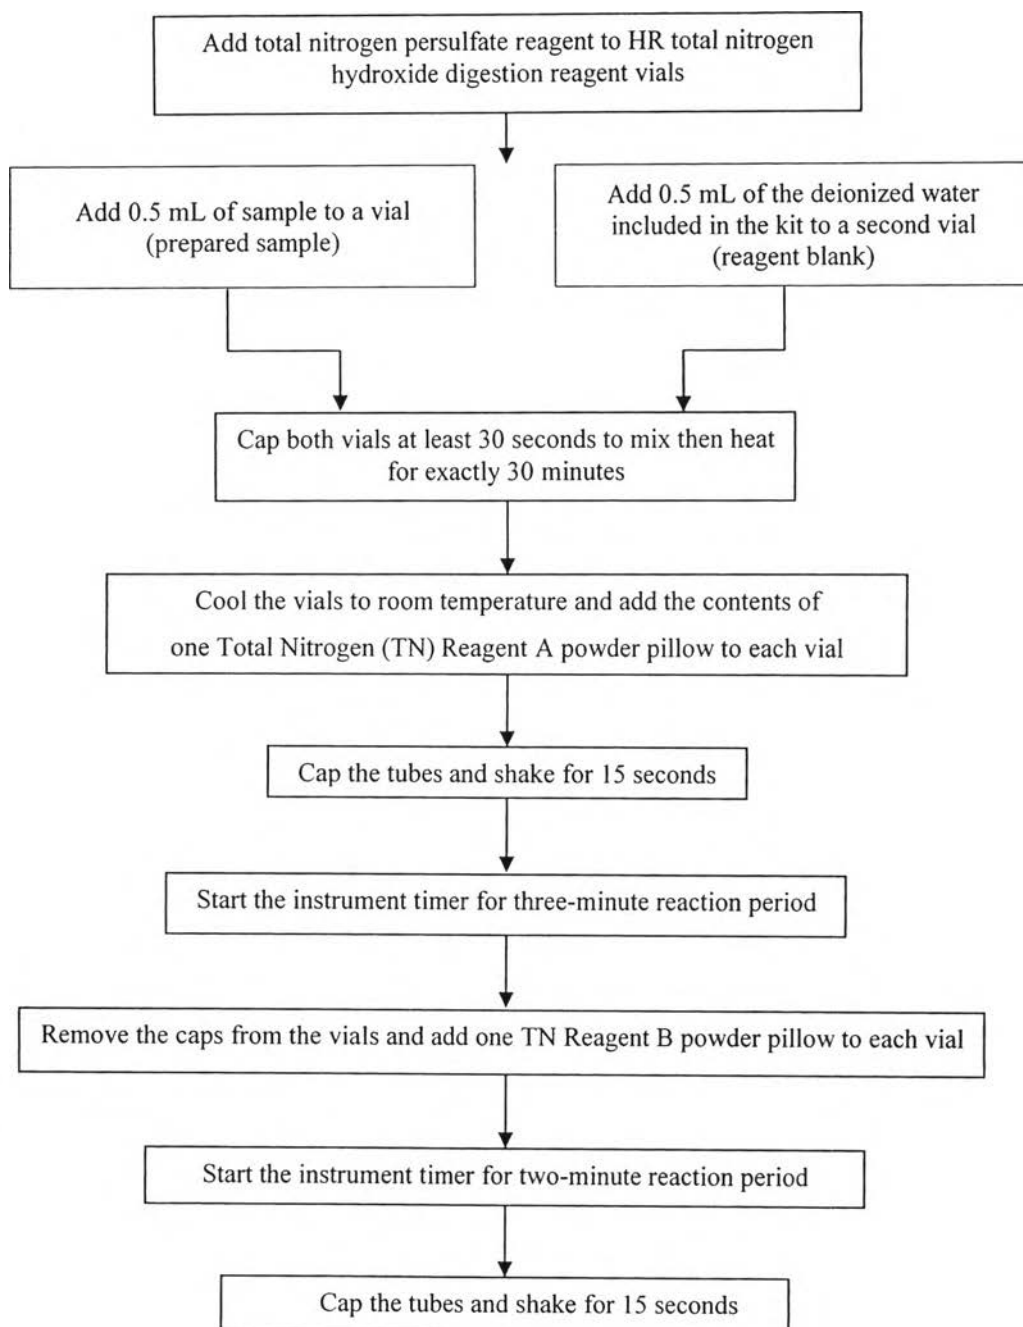 Add total nitrogen persulfate reagent to HR total nitrogen
hydroxide digestion reagent vials
Add 0.5 mL of sample to a vial
(prepared sample)
Add 0.5 mL of the deionized water
included in the kit to a second vial
(reagent blank)
Cap both vials at least 30 seconds to mix then heat
for exactly 30 minutes
Cool the vials to room temperature and add the contents of
one Total Nitrogen (TN) Reagent A powder pillow to each vial
Cap the tubes and shake for 15 seconds
Start the instrument timer for three-minute reaction period
Remove the caps from the vials and add one TN Reagent B powder pillow to each vial
Start the instrument timer for two-minute reaction period
Cap the tubes and shake for 15 seconds